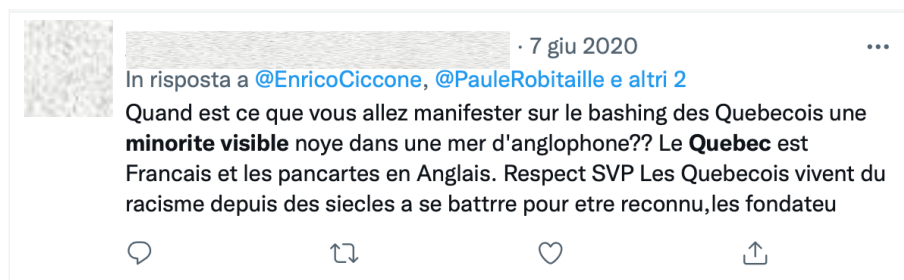 · 7 giu 2020
In risposta a @EnricoCiccone, @PauleRobitaille e altri 2
Quand est ce que vous allez manifester sur le bashing des Quebecois une
minorite visible noye dans une mer d'anglophone?? Le Quebec est
Francais et les pancartes en Anglais. Respect SVP Les Quebecois vivent du
racisme depuis des siecles a se battrre pour etre reconnu,les fondateu